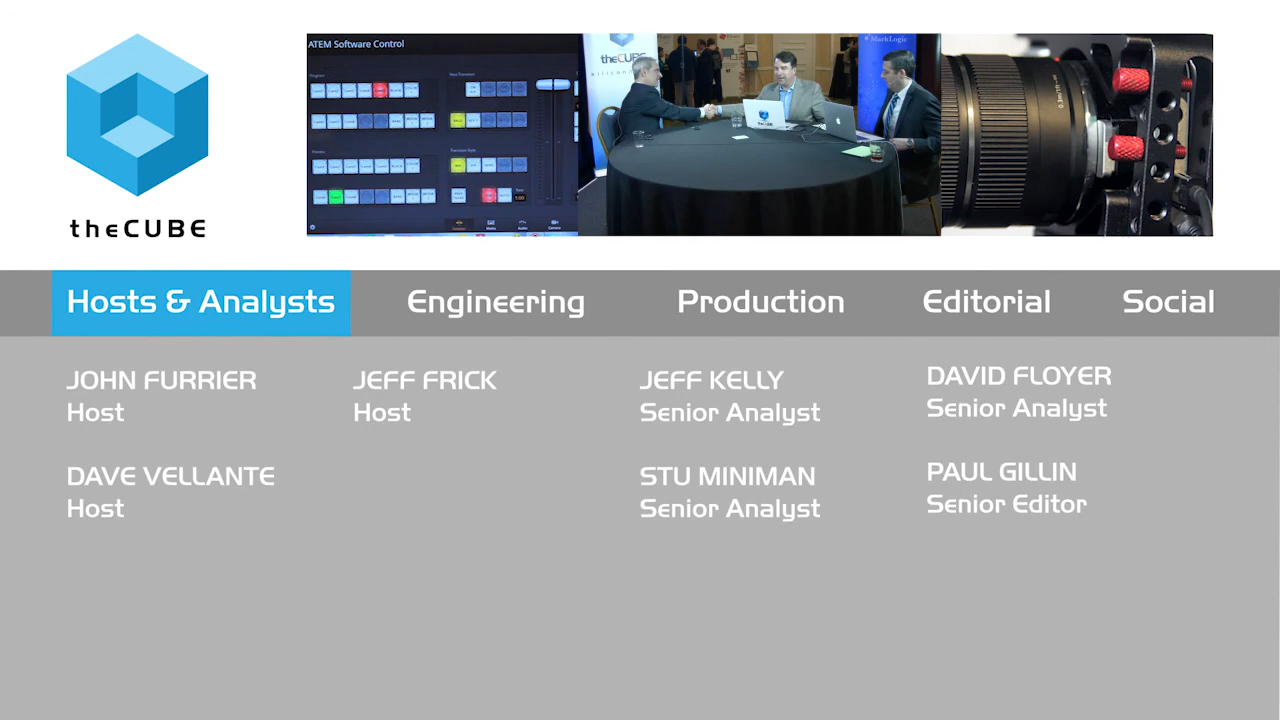 theCUBE
ATEM Software Control
theCUBE
MarkLogic
theCUBE
Hosts & Analysts
Engineering
Production
Editorial
Social
JOHN FURRIER
Host
JEFF FRICK
Host
JEFF KELLY
Senior Analyst
DAVID FLOYER
Senior Analyst
DAVE VELLANTE
Host
STU MINIMAN
Senior Analyst
PAUL GILLIN
Senior Editor